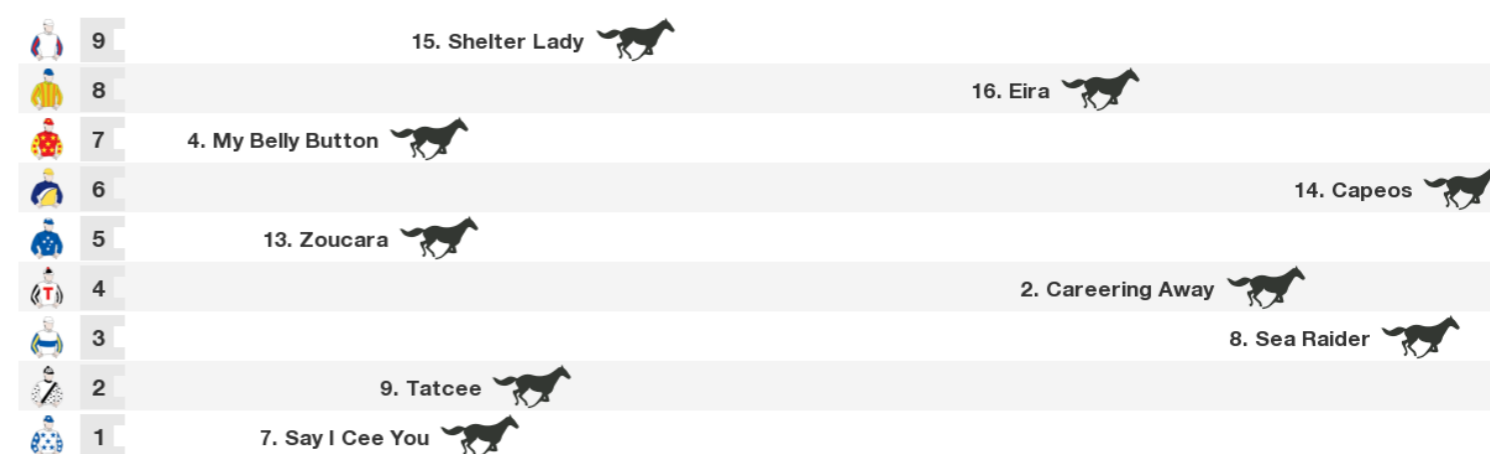 9 15. Shelter Lady
8 16. Eira
7 4. My Belly Button
6 14. Capeos
5 13. Zoucara
T 4 2. Careering Away
3 8. Sea Raider
2 9. Tatcee
1 7. Say I Cee You